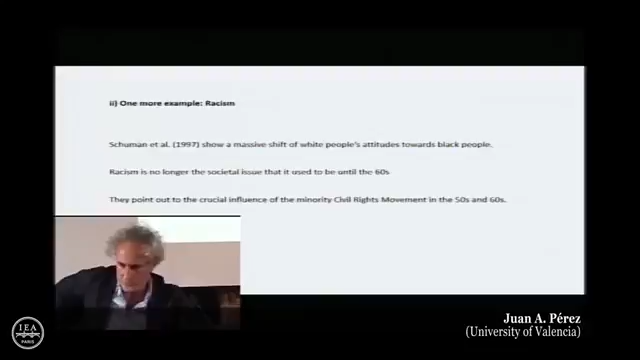 ii) One more example: Racism
Schuman et al. (1997) show a massive shift of white people's attitudes towards black people.
Racism is no longer the societal issue that it used to be until the 60s
They point out to the crucial influence of the minority Civil Rights Movement in the 50s and 60s.
Juan A. Pérez
(University of Valencia)
IEA
PARIS